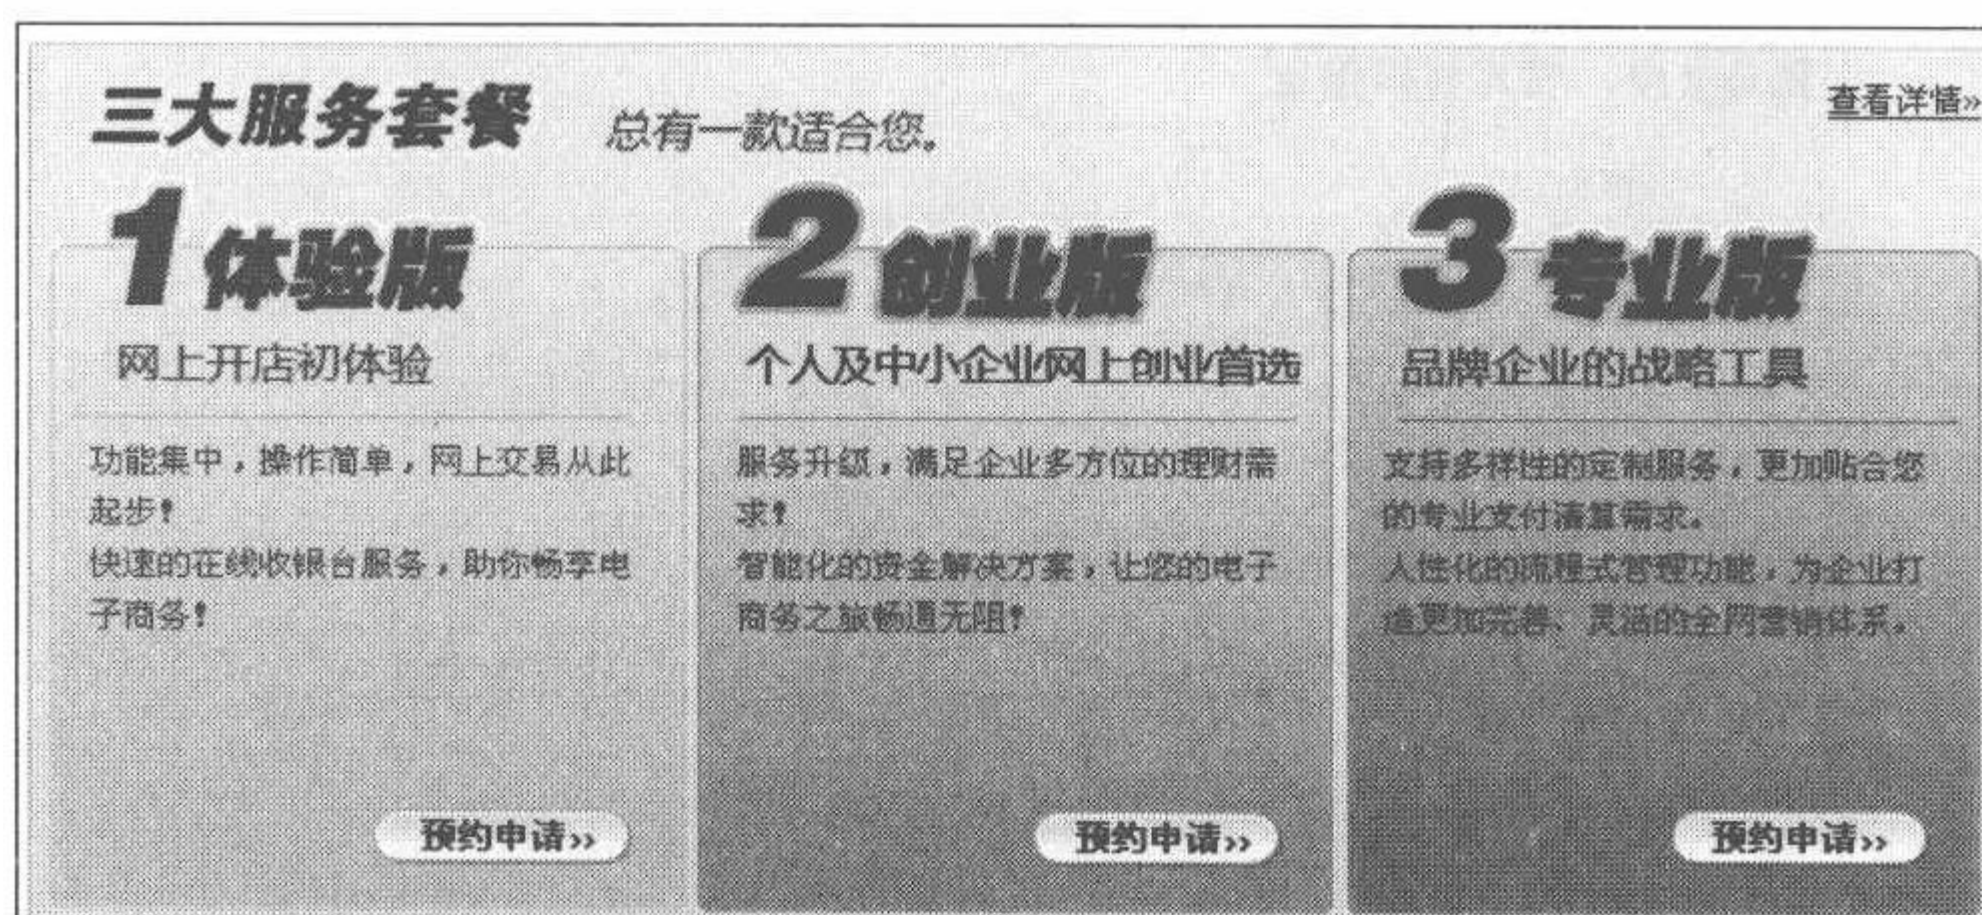 三大服务套餐 总有一款适合您。
查看详情»
1 体验版
网上开店初体验
功能集中，操作简单，网上交易从此
起步！
快速的在线收银台服务，助你畅享电
子商务！
预约申请››
2 创业版
个人及中小企业网上创业首选
服务升级，满足企业多方位的理财需
求！
智能化的资金解决方案，让您的电子
商务之旅畅通无阻！
预约申请››
3 专业版
品牌企业的战略工具
支持多样性的定制服务，更加贴合您
的专业支付清算需求。
人性化的流程式管理功能，为企业打
造更加完善、灵活的全网营销体系。
预约申请››